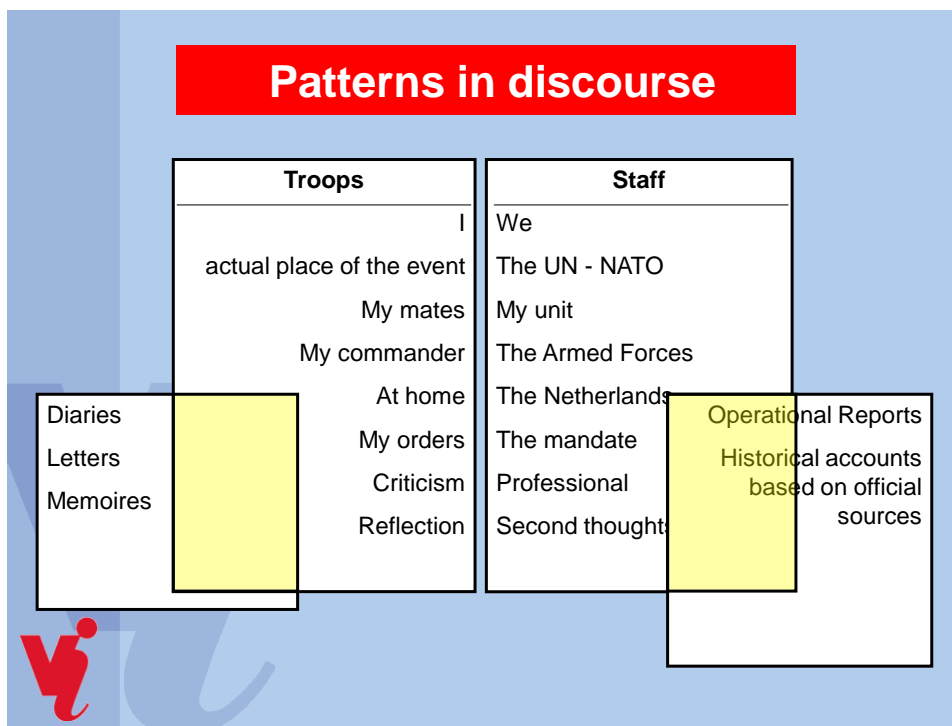 Patterns in discourse
Troops
I
actual place of the event
My mates
My commander
At home
My orders
Criticism
Reflection
Staff
We
The UN - NATO
My unit
The Armed Forces
The Netherlands
The mandate
Professional
Second thoughts
Diaries
Letters
Memoires
Operational Reports
Historical accounts
based on official
sources